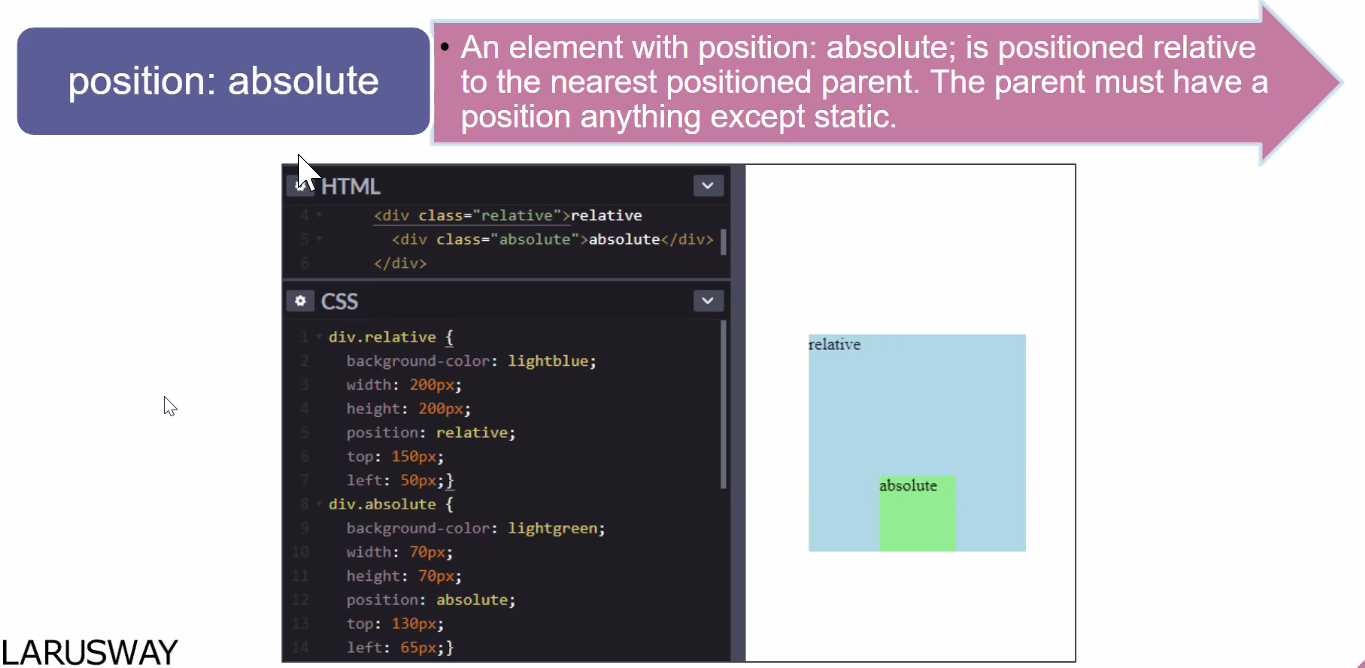 position: absolute
• An element with position: absolute; is positioned relative
to the nearest positioned parent. The parent must have a
position anything except static.
HTML
4 <div class="relative">relative
5 <div class="absolute">absolute</div>
6 </div>
CSS
1 div.relative {
2 background-color: lightblue;
3 width: 200px;
4 height: 200px;
5 position: relative;
6 top: 150px;
7 left: 50px;}
8 div.absolute {
9 background-color: lightgreen;
10 width: 70px;
11 height: 70px;
12 position: absolute;
13 top: 130px;
14 left: 65px;}
relative
absolute
LARUSWAY